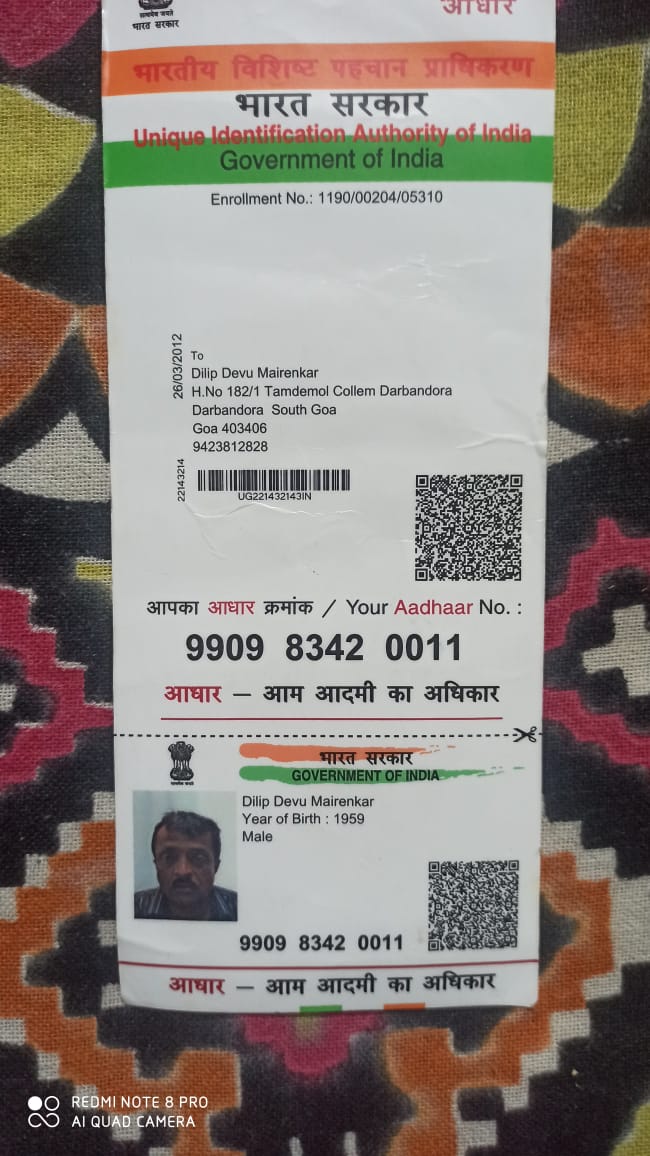 सत्यमेव जयते
भारत सरकार
आधार
भारतीय विशिष्ट पहचान प्राधिकरण
भारत सरकार
Unique Identification Authority of India
Government of India
Enrollment No.: 1190/00204/05310
26/03/2012
To
Dilip Devu Mairenkar
H.No 182/1 Tamdemol Collem Darbandora
Darbandora South Goa
Goa 403406
9423812828
22143214
UG221432143IN
आपका आधार क्रमांक / Your Aadhaar No. :
9909 8342 0011
आधार — आम आदमी का अधिकार
भारत सरकार
GOVERNMENT OF INDIA
सत्यमेव जयते
Dilip Devu Mairenkar
Year of Birth : 1959
Male
9909 8342 0011
आधार — आम आदमी का अधिकार
REDMI NOTE 8 PRO
AI QUAD CAMERA